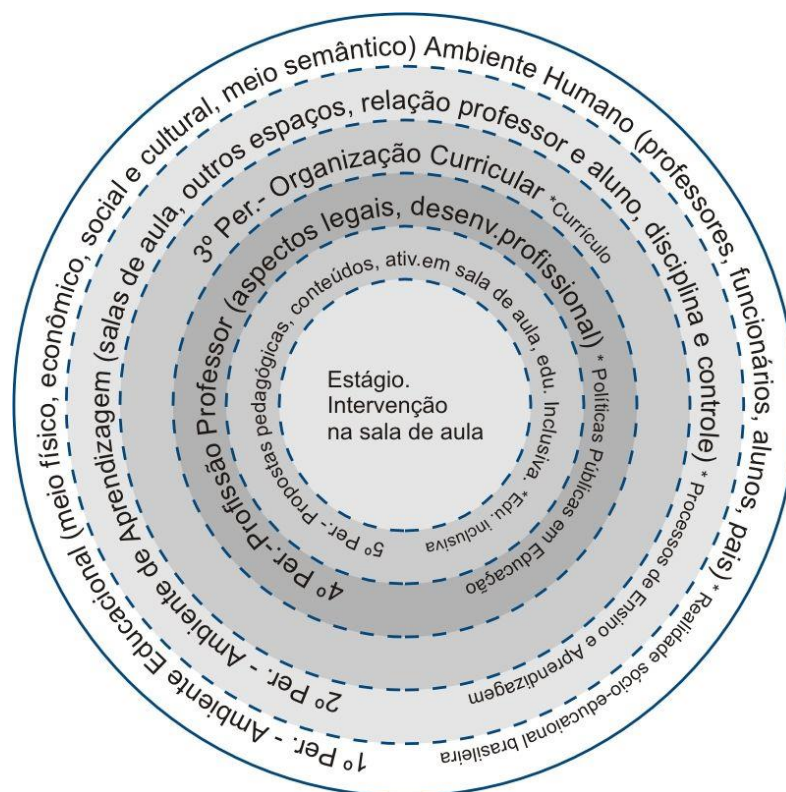 1º Per. - Ambiente Educacional (meio físico, econômico, social e cultural, meio semântico) Ambiente Humano (professores, funcionários, alunos, pais) * Realidade sócio-educaional brasileira
2º Per. - Ambiente de Aprendizagem (salas de aula, outros espaços, relação professor e aluno, disciplina e controle) * Processos de Ensino e Aprendizagem
3º Per.- Organização Curricular *Currículo
4º Per.-Profissão Professor (aspectos legais, desenv.profissional) * Políticas Públicas em Educação
5º Per.- Propostas pedagógicas, conteúdos, ativ.em sala de aula, edu. Inclusiva. *Edu. inclusiva
Estágio.
Intervenção
na sala de aula